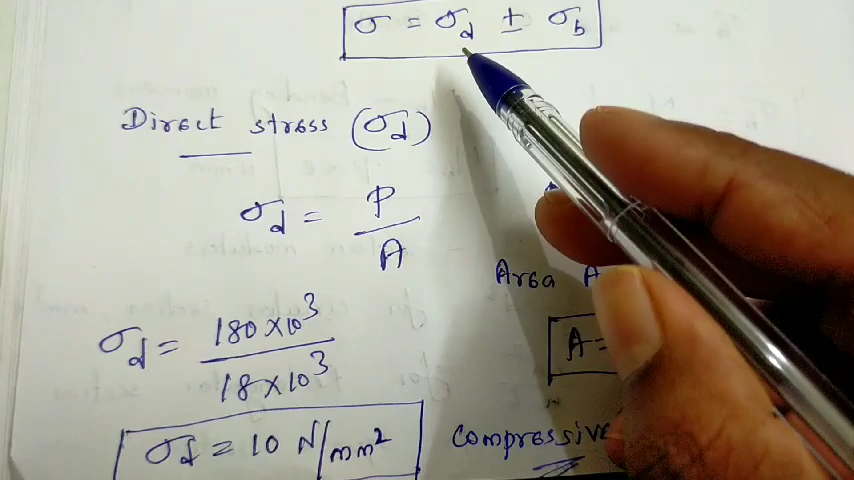 σ = σd ± σb
Direct stress (σd)
σd = P/A
Area A
σd = 180×10³/18×10³
A=
σd = 10 N/mm² compressive